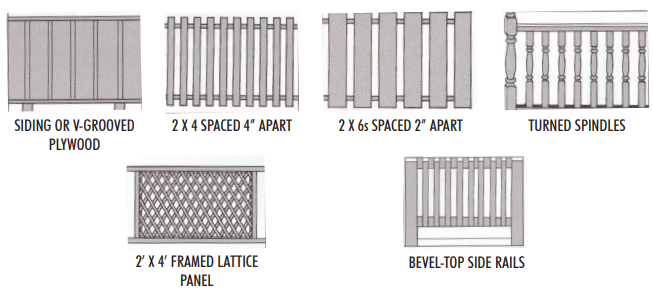 SIDING OR V-GROOVED
PLYWOOD
2 X 4 SPACED 4" APART
2 X 6s SPACED 2" APART
TURNED SPINDLES
2' X 4' FRAMED LATTICE
PANEL
BEVEL-TOP SIDE RAILS